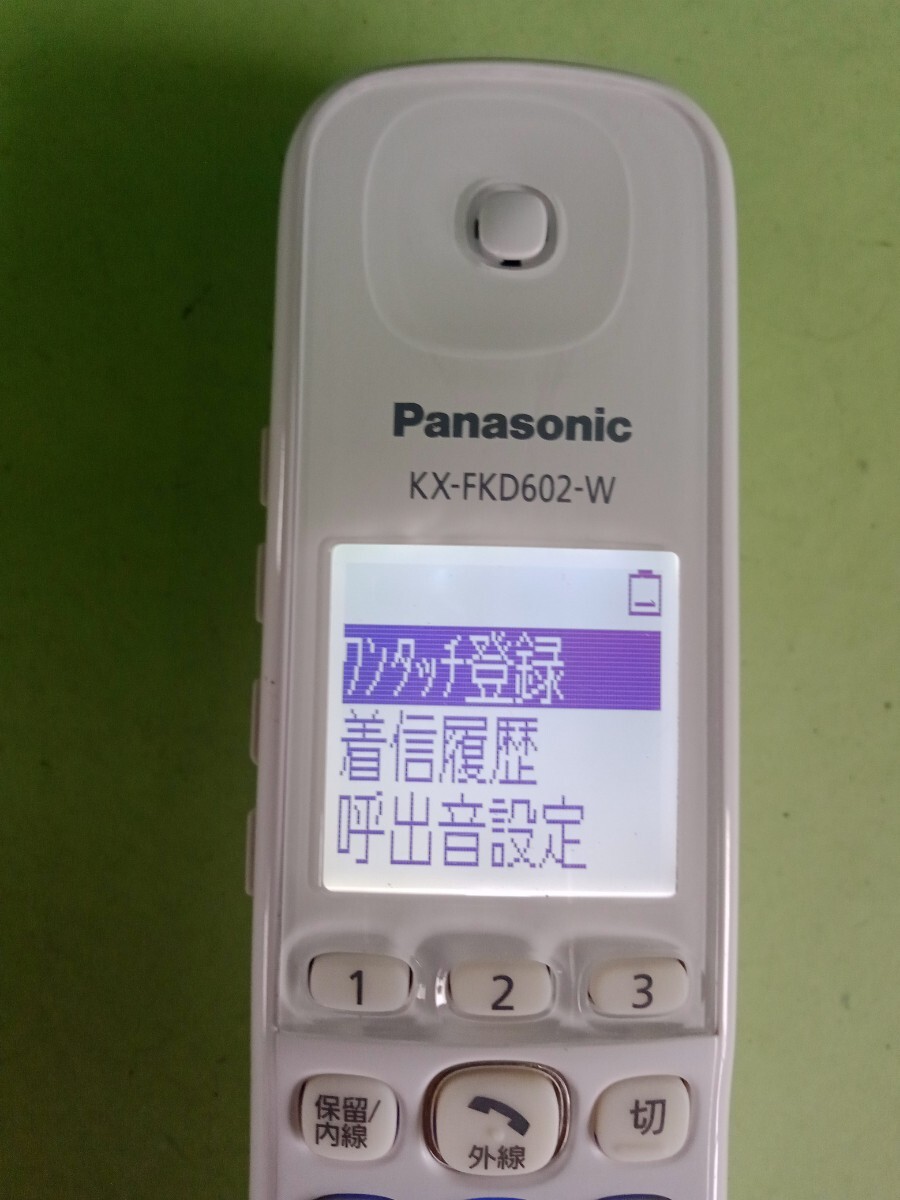 Panasonic
KX-FKD602-W
ワンタッチ登録
着信履歴
呼出音設定
1 2 3
保留/
内線
外線
切